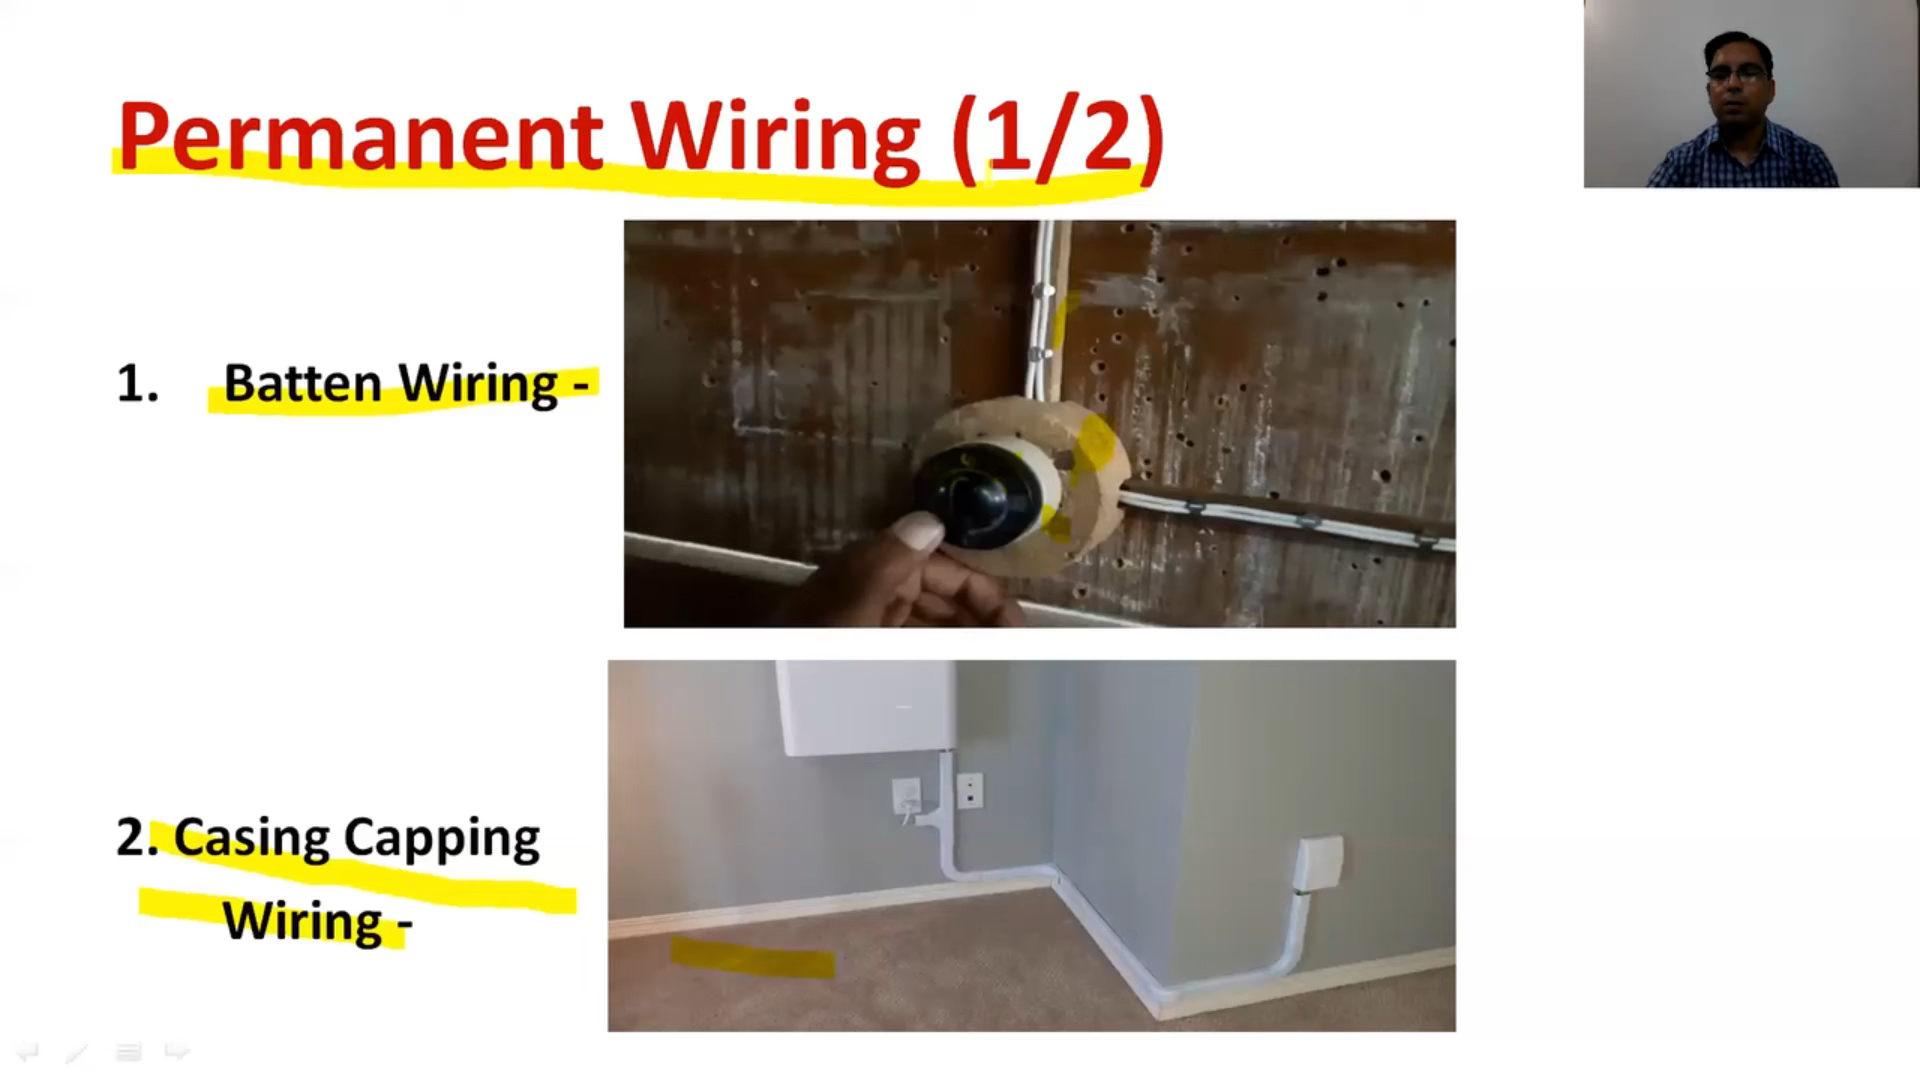 Permanent Wiring (1/2)
1. Batten Wiring -
2. Casing Capping
Wiring -